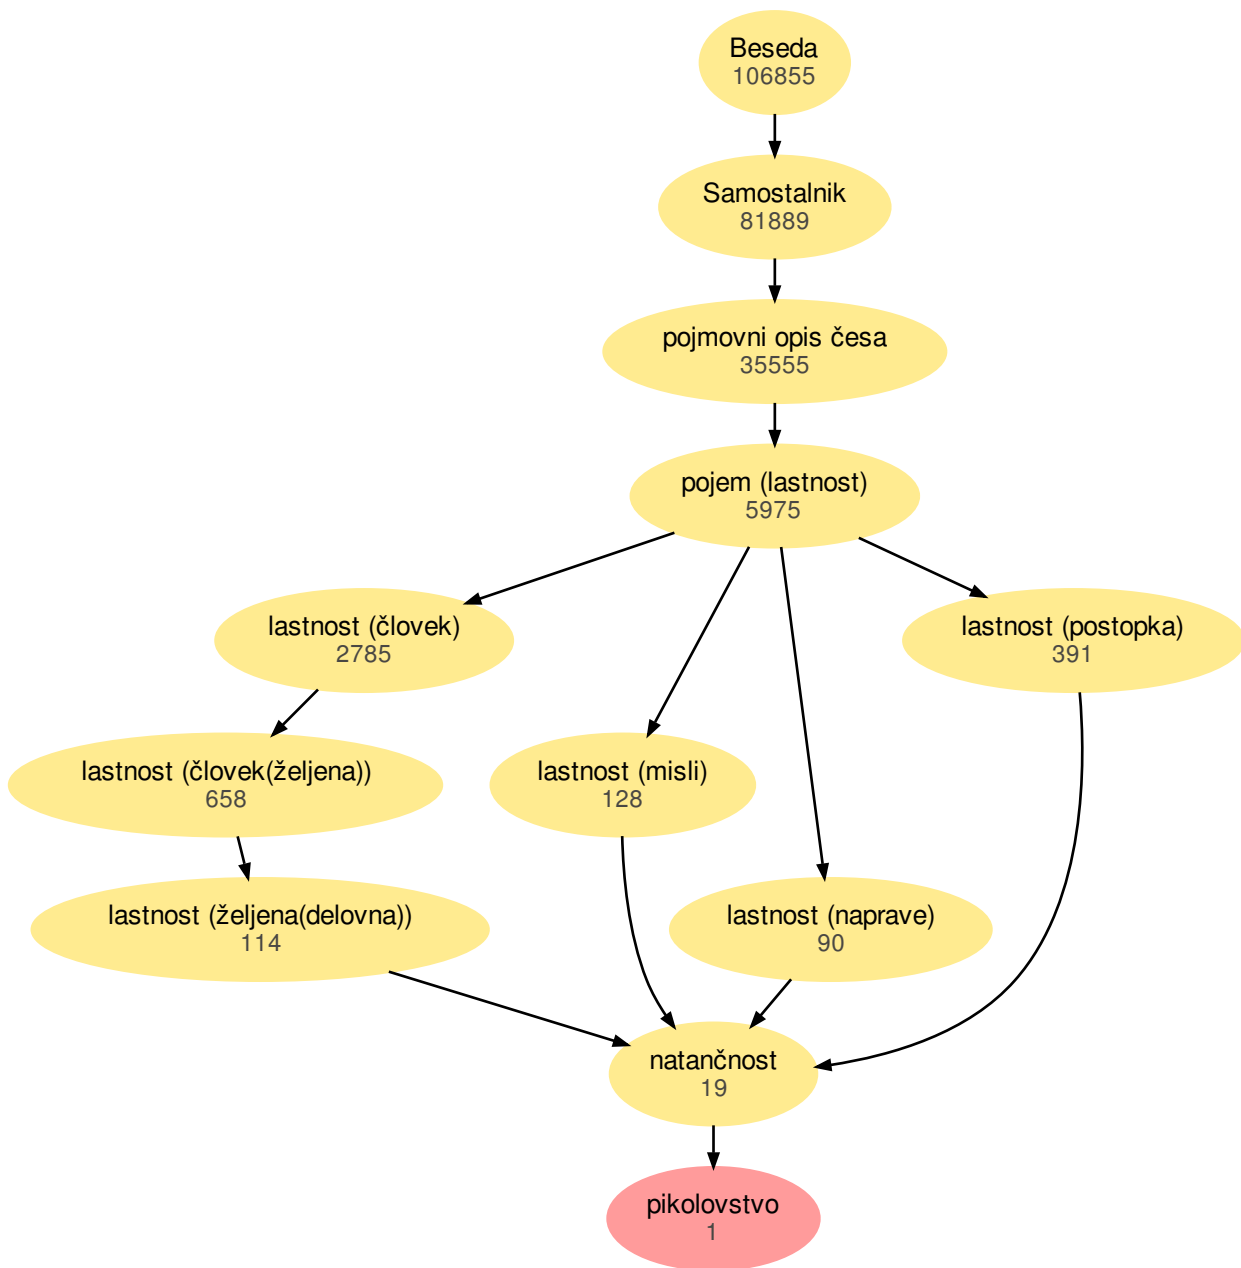 Beseda
106855
Samostalnik
81889
pojmovni opis česa
35555
pojem (lastnost)
5975
lastnost (človek)
2785
lastnost (postopka)
391
lastnost (človek(željena))
658
lastnost (misli)
128
lastnost (željena(delovna))
114
lastnost (naprave)
90
natančnost
19
pikolovstvo
1